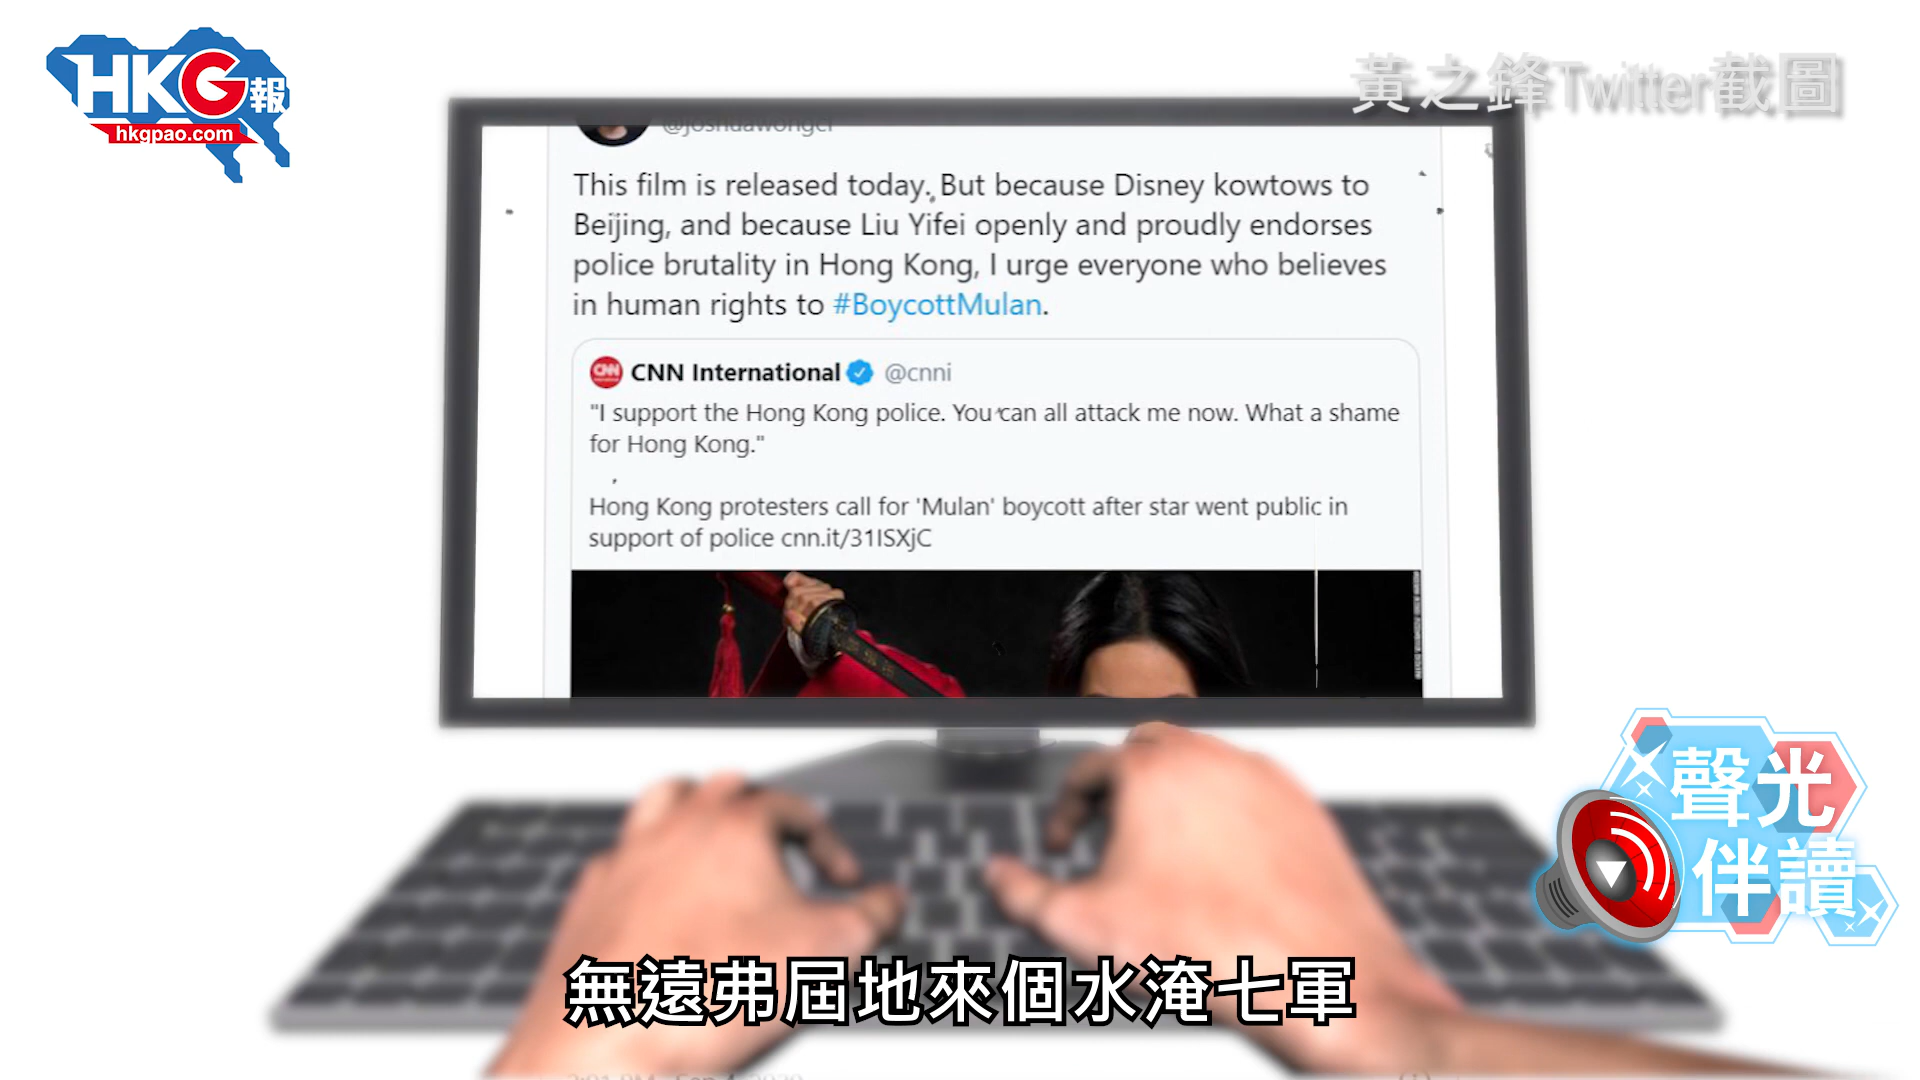 HKG報
hkgpao.com
黃之鋒Twitter截圖
@joshuawongcf
This film is released today. But because Disney kowtows to
Beijing, and because Liu Yifei openly and proudly endorses
police brutality in Hong Kong, I urge everyone who believes
in human rights to #BoycottMulan.
CNN International @cnni
"I support the Hong Kong police. You can all attack me now. What a shame
for Hong Kong."
Hong Kong protesters call for 'Mulan' boycott after star went public in
support of police cnn.it/31ISXjC
聲光
伴讀
無遠弗屆地來個水淹七軍